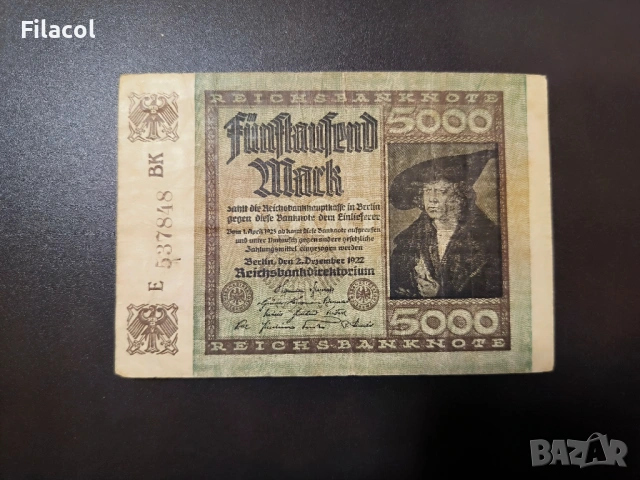 Filacol
REICHSBANKNOTE
5000
Fünftausend
Mark
zahlt die Reichsbankhauptkasse in Berlin
gegen diese Banknote dem Einlieferer
Vom 1. April 1923 ab kann diese Banknote aufgerufen
und unter Umtausch gegen andere gesetzliche
Zahlungsmittel eingezogen werden
Berlin, den 2. Dezember 1922
Reichsbankdirektorium
5000
REICHSBANKNOTE
E 537848 BK
BAZAR